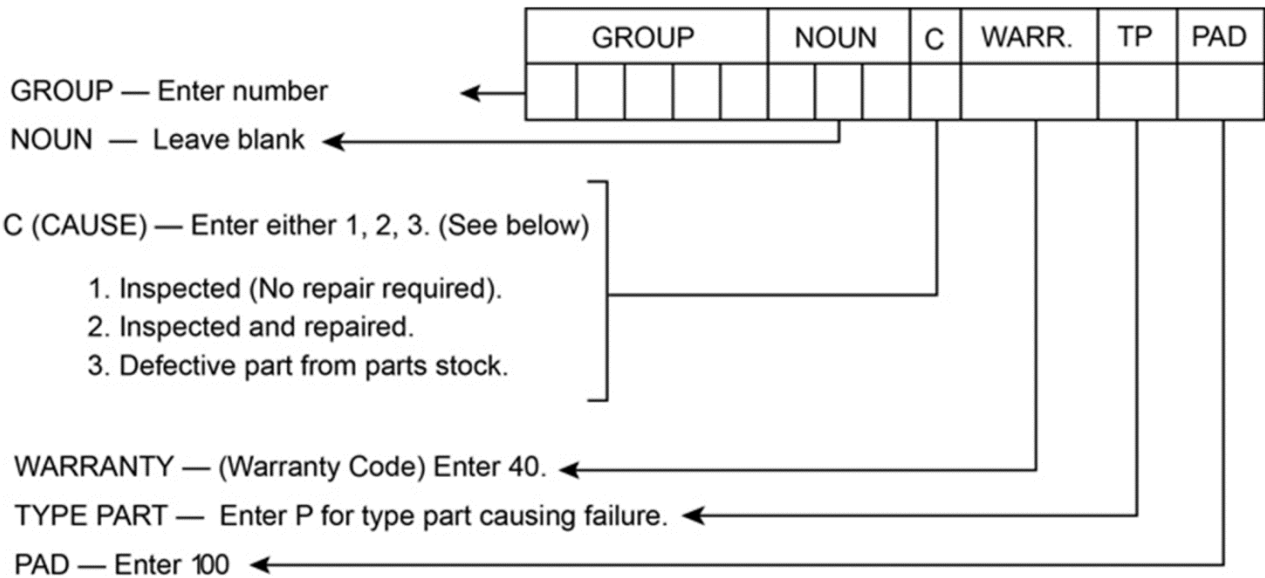 GROUP NOUN C WARR. TP PAD
GROUP — Enter number
NOUN — Leave blank
C (CAUSE) — Enter either 1, 2, 3. (See below)
1. Inspected (No repair required).
2. Inspected and repaired.
3. Defective part from parts stock.
WARRANTY — (Warranty Code) Enter 40.
TYPE PART — Enter P for type part causing failure.
PAD — Enter 100